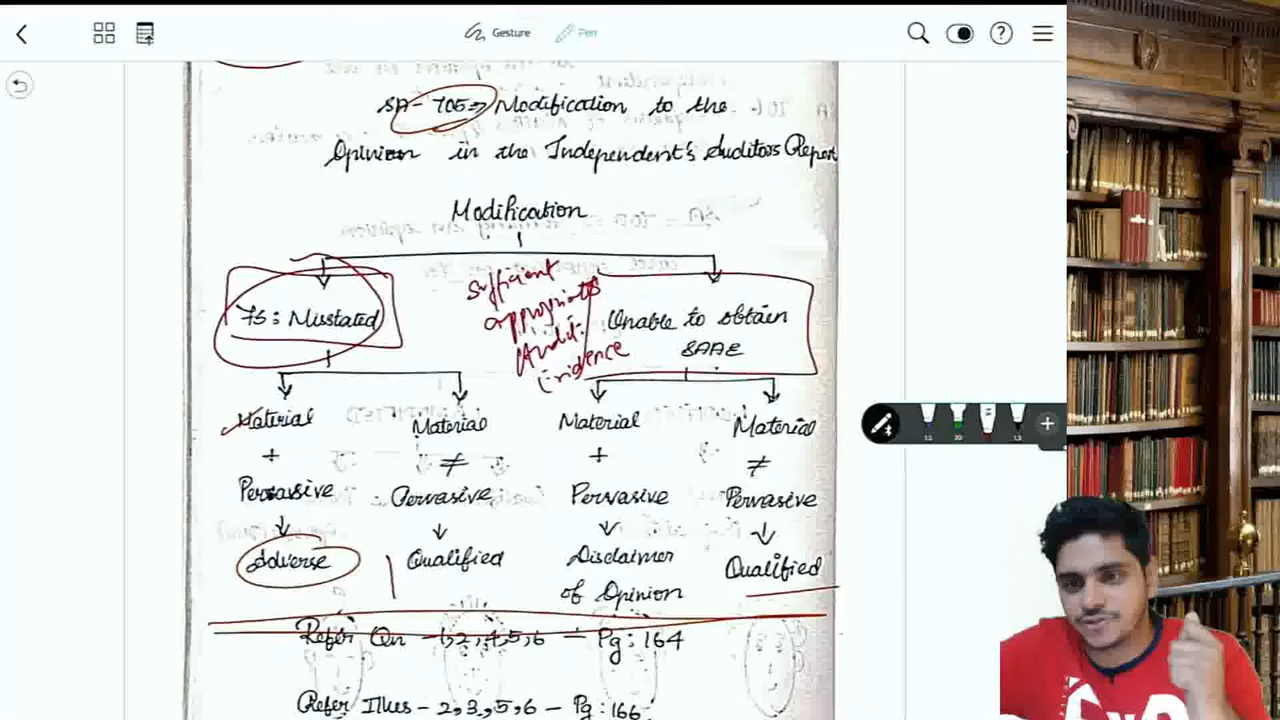 Gesture
Pen
SA - 705 => Modification to the
Opinion in the Independent's Auditors Report
Modification
FS: Misstated
Sufficient
appropriate
Audit
Evidence
Unable to obtain
SAAE
Material
+
Pervasive
Adverse
Material
≠
Pervasive
Qualified
Material
+
Pervasive
Disclaimer
of Opinion
Material
≠
Pervasive
Qualified
Refer Qn - 1,2,4,5,6 - Pg: 164
Refer Illus - 2,3,5,6 - Pg: 166